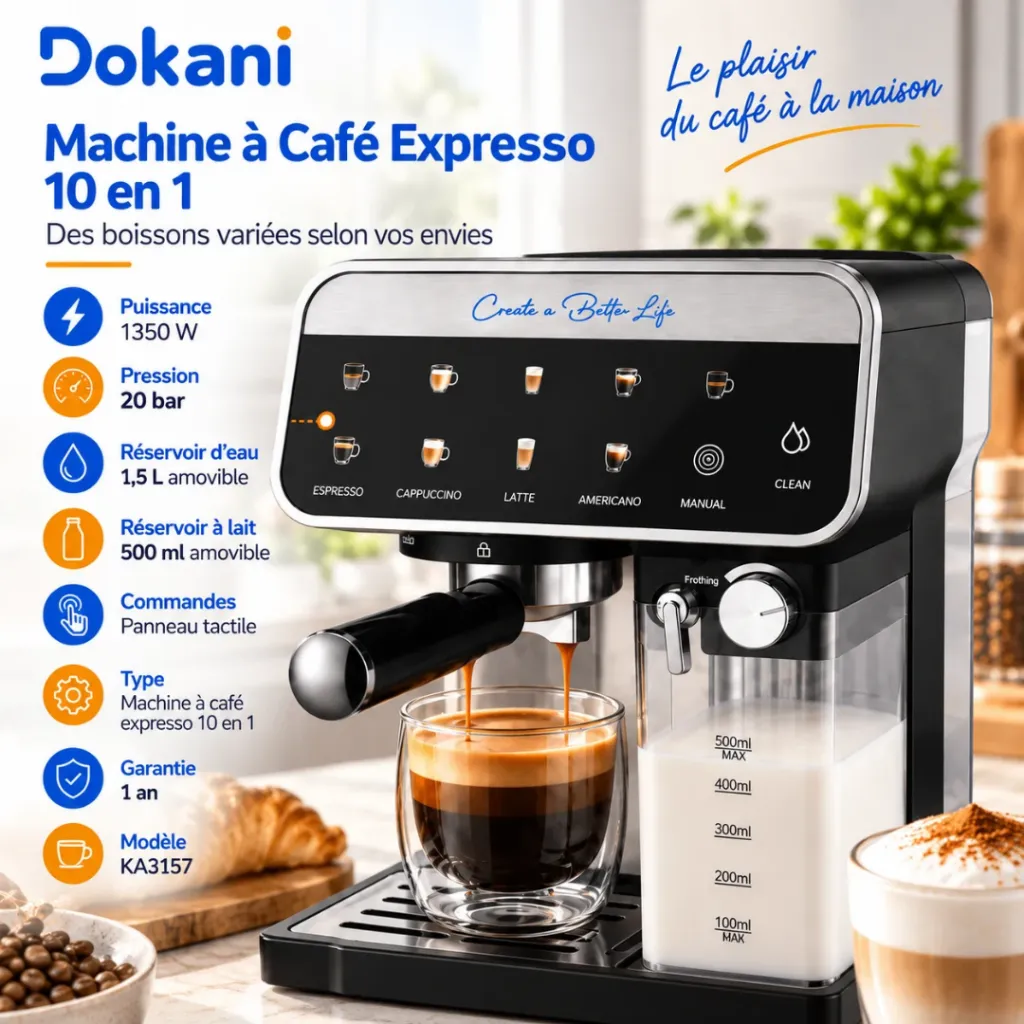 Dokani
Le plaisir
du café à la maison
Machine à Café Expresso
10 en 1
Des boissons variées selon vos envies
Puissance
1350 W
Pression
20 bar
Réservoir d'eau
1,5 L amovible
Réservoir à lait
500 ml amovible
Commandes
Panneau tactile
Type
Machine à café
expresso 10 en 1
Garantie
1 an
Modèle
KA3157
Create a Better Life
ESPRESSO
CAPPUCCINO
LATTE
AMERICANO
MANUAL
CLEAN
Frothing
500ml
MAX
400ml
300ml
200ml
100ml